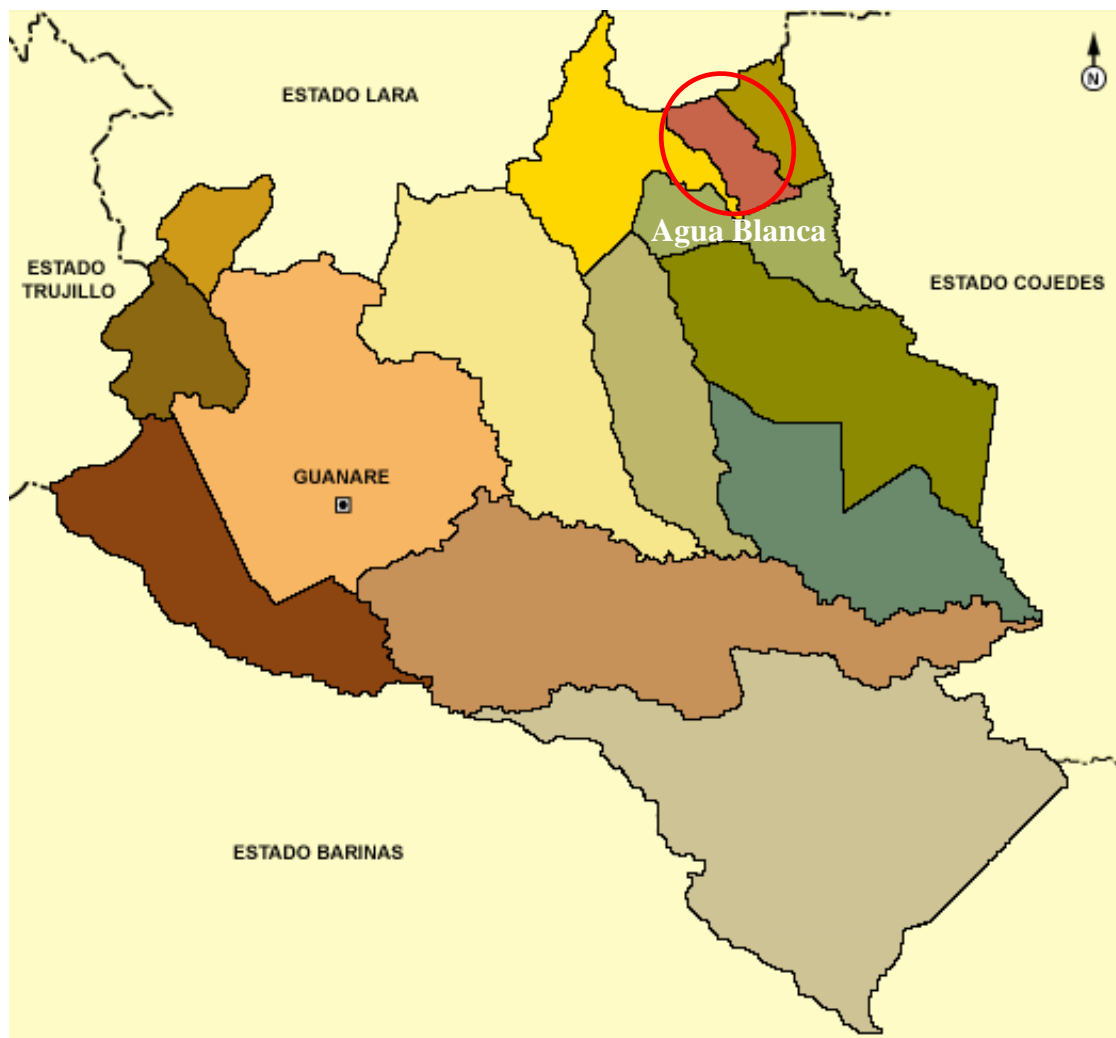 ESTADO LARA
N
Agua Blanca
ESTADO
TRUJILLO
ESTADO COJEDES
GUANARE
ESTADO BARINAS